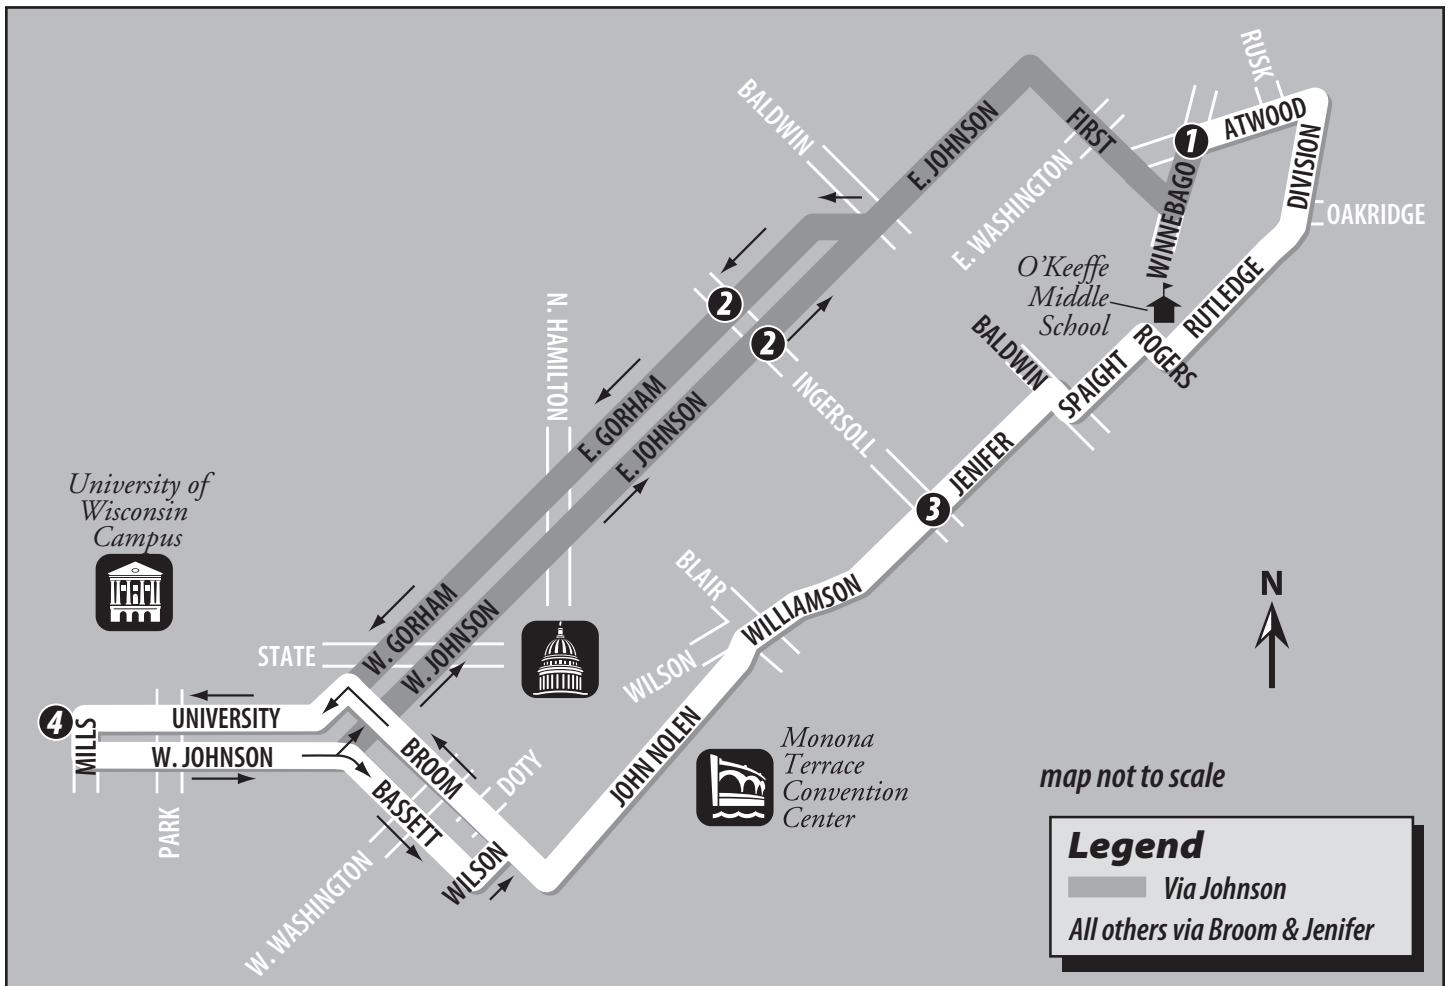 RUSK
BALDWIN
E. JOHNSON
FIRST
1
ATWOOD
E. WASHINGTON
WINNEBAGO
DIVISION
OAKRIDGE
O'Keeffe
Middle
School
2
2
N. HAMILTON
BALDWIN
SPAIGHT
ROGERS
RUTLEDGE
INGERSOLL
E. GORHAM
E. JOHNSON
JENIFER
3
University of
Wisconsin
Campus
BLAIR
WILLIAMSON
N
W. GORHAM
W. JOHNSON
STATE
WILSON
4
UNIVERSITY
MILLS
W. JOHNSON
BROOM
DOTY
JOHN NOLEN
Monona
Terrace
Convention
Center
PARK
BASSETT
WILSON
W. WASHINGTON
map not to scale
Legend
Via Johnson
All others via Broom & Jenifer